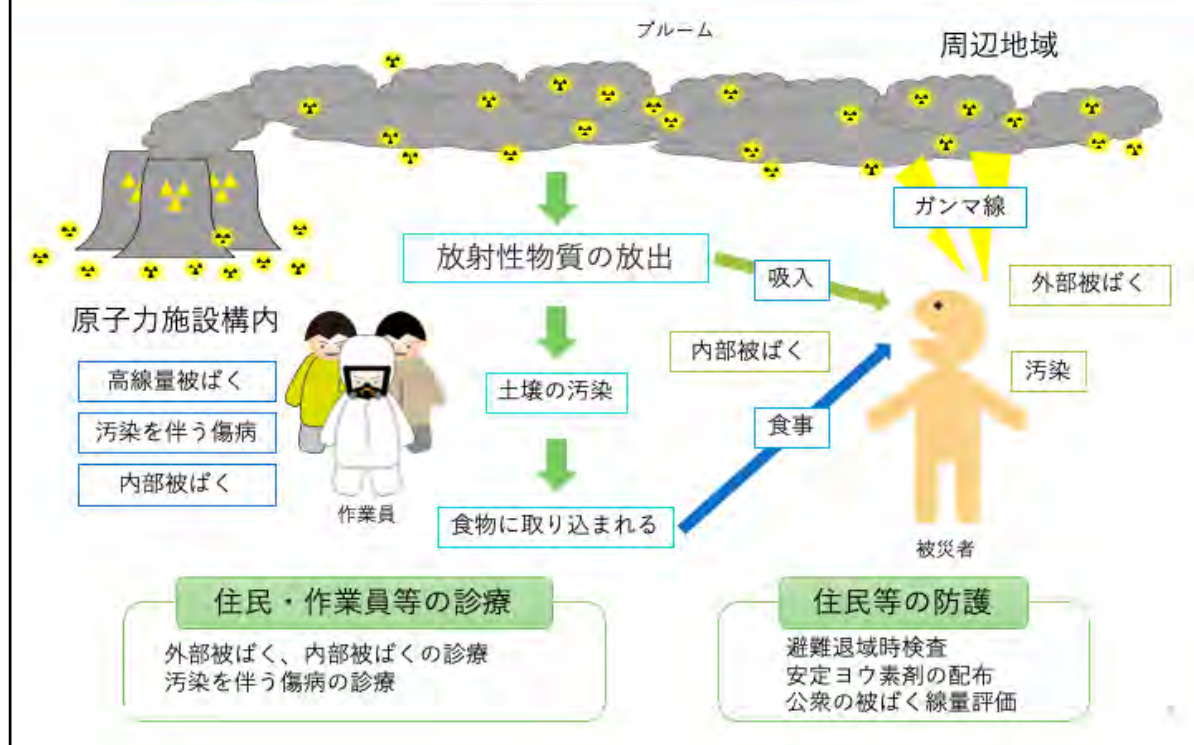 プルーム
周辺地域
ガンマ線
放射性物質の放出
吸入
外部被ばく
原子力施設構内
内部被ばく
高線量被ばく
汚染
土壌の汚染
汚染を伴う傷病
食事
内部被ばく
作業員
食物に取り込まれる
被災者
住民・作業員等の診療
外部被ばく、内部被ばくの診療
汚染を伴う傷病の診療
住民等の防護
避難退域時検査
安定ヨウ素剤の配布
公衆の被ばく線量評価